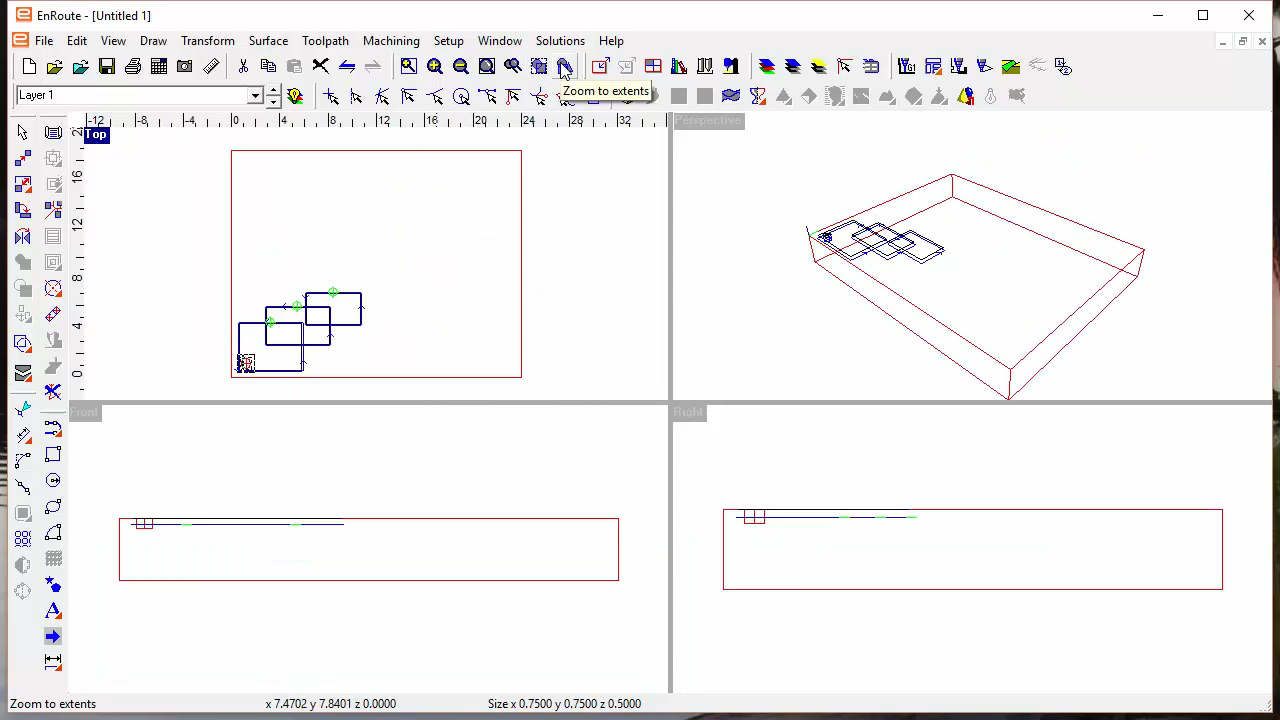 EnRoute - [Untitled 1]
File Edit View Draw Transform Surface Toolpath Machining Setup Window Solutions Help
Zoom to extents
Layer 1
-12 -8 -4 0 4 8 12 16 20 24 28 32
Top
Perspective
16
12
8
4
0
Front
Right
Zoom to extents x 7.4702 y 7.8401 z 0.0000 Size x 0.7500 y 0.7500 z 0.5000